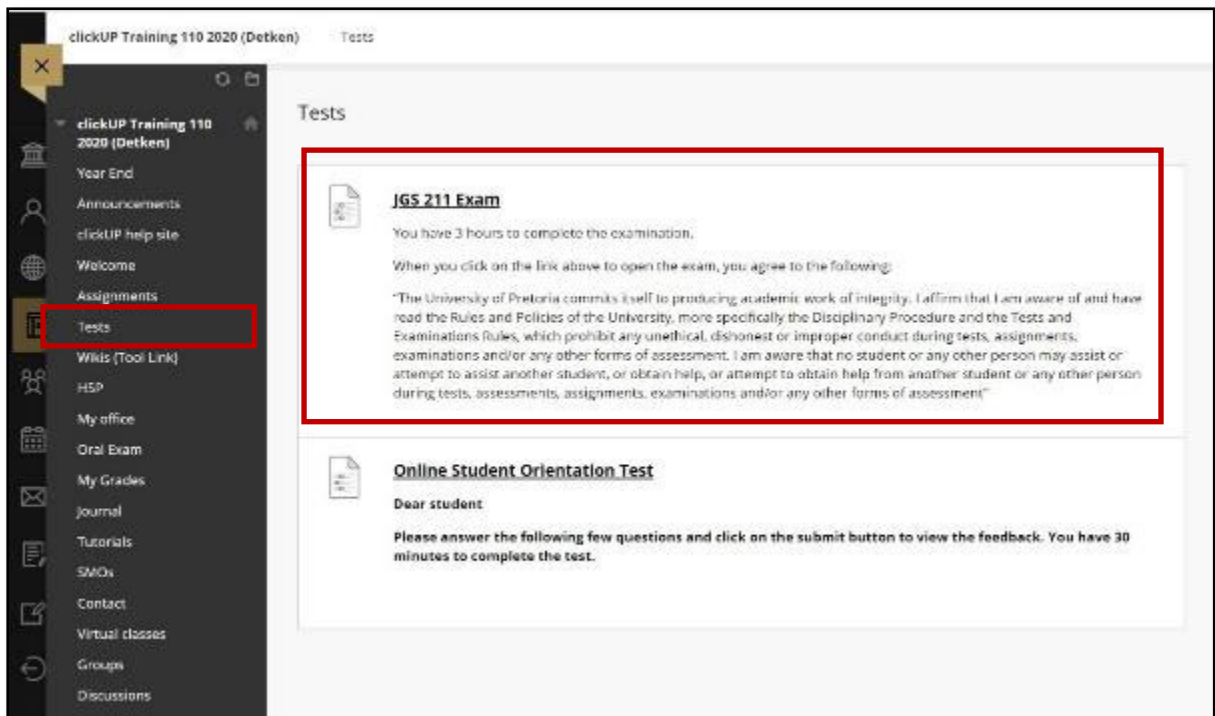 clickUP Training 110 2020 (Detken) Tests
clickUP Training 110
2020 (Detken)
Year End
Announcements
clickUP help site
Welcome
Assignments
Tests
Wikis (Tool Link)
HSP
My office
Oral Exam
My Grades
Journal
Tutorials
SMOs
Contact
Virtual classes
Groups
Discussions
Tests
JGS 211 Exam
You have 3 hours to complete the examination.
When you click on the link above to open the exam, you agree to the following:
"The University of Pretoria commits itself to producing academic work of integrity. I affirm that I am aware of and have
read the Rules and Policies of the University, more specifically the Disciplinary Procedure and the Tests and
Examinations Rules, which prohibit any unethical, dishonest or improper conduct during tests, assignments,
examinations and/or any other forms of assessment. I am aware that no student or any other person may assist or
attempt to assist another student, or obtain help, or attempt to obtain help from another student or any other person
during tests, assessments, assignments, examinations and/or any other forms of assessment"
Online Student Orientation Test
Dear student
Please answer the following few questions and click on the submit button to view the feedback. You have 30
minutes to complete the test.